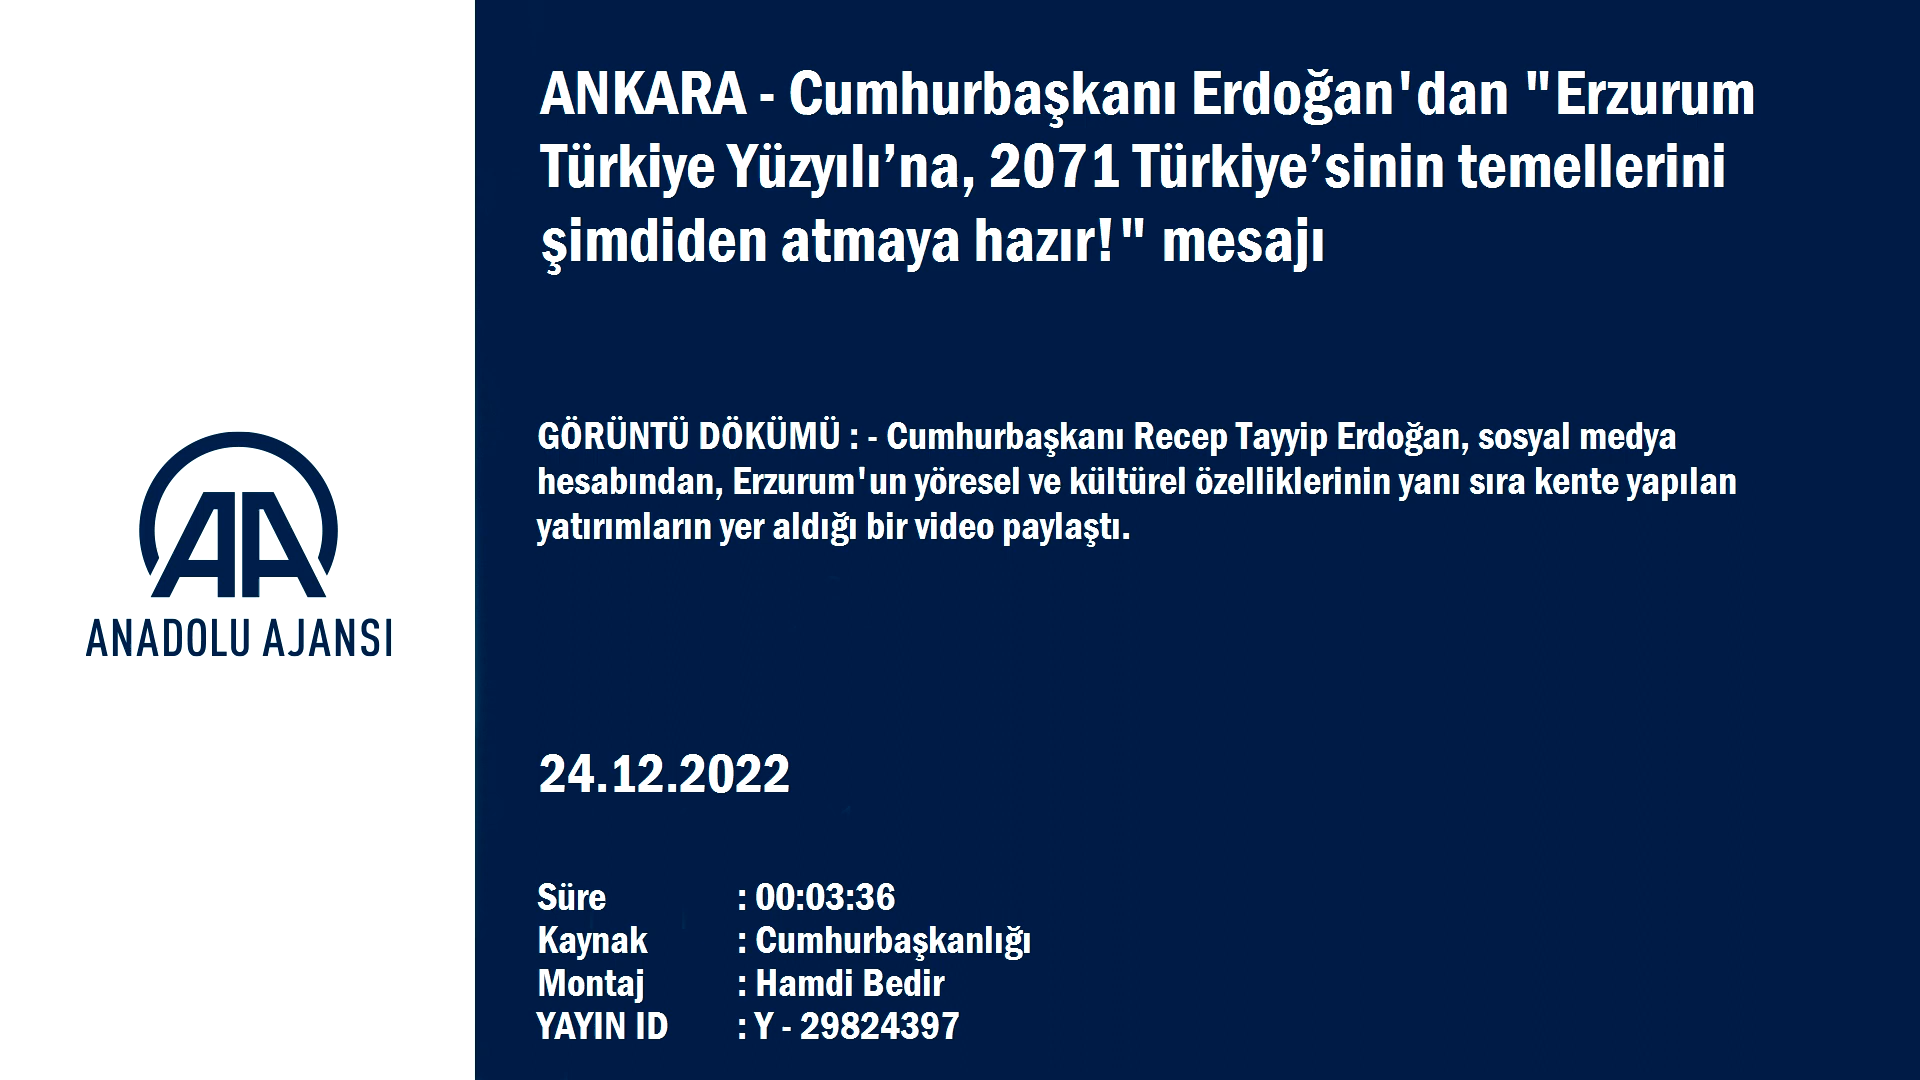 ANKARA - Cumhurbaşkanı Erdoğan'dan "Erzurum
Türkiye Yüzyılı’na, 2071 Türkiye’sinin temellerini
şimdiden atmaya hazır!" mesajı
GÖRÜNTÜ DÖKÜMÜ : - Cumhurbaşkanı Recep Tayyip Erdoğan, sosyal medya
hesabından, Erzurum'un yöresel ve kültürel özelliklerinin yanı sıra kente yapılan
yatırımların yer aldığı bir video paylaştı.
AA
ANADOLU AJANSI
24.12.2022
Süre : 00:03:36
Kaynak : Cumhurbaşkanlığı
Montaj : Hamdi Bedir
YAYIN ID : Y - 29824397